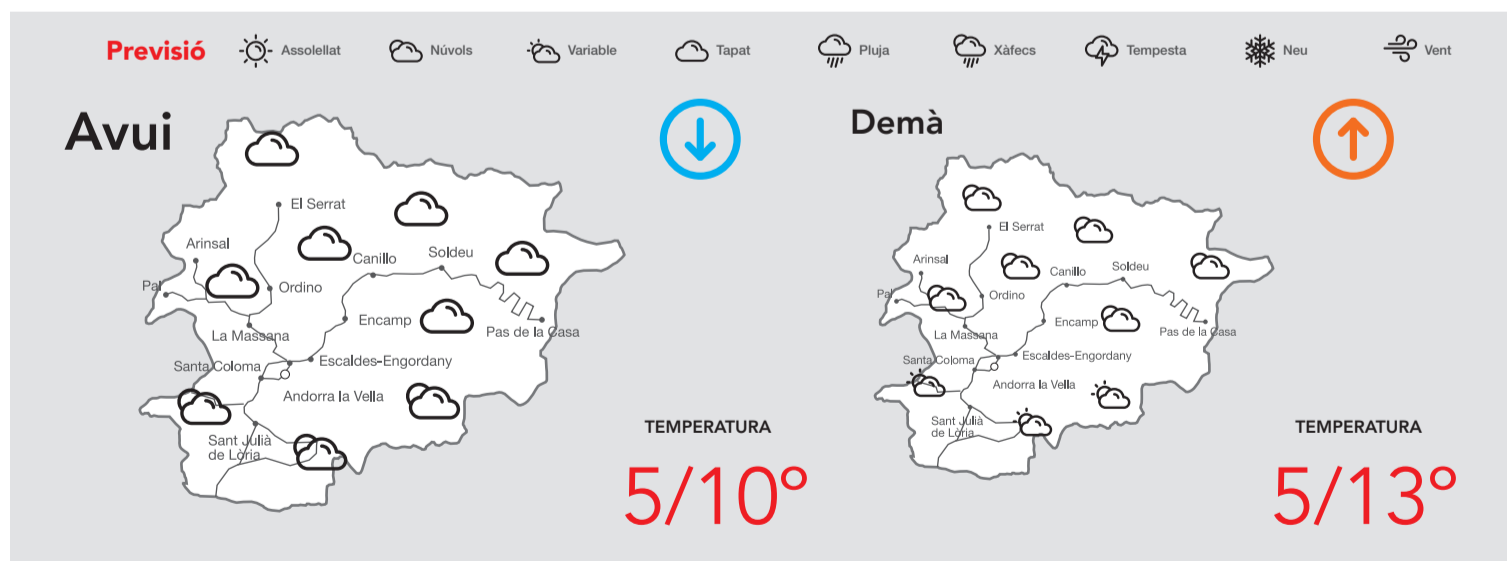 Previsió
Assolellat
Núvols
Variable
Tapat
Pluja
Xàfecs
Tempesta
Neu
Vent
Avui
El Serrat
Arinsal
Canillo
Soldeu
Pal
Ordino
Encamp
Pas de la Casa
La Massana
Santa Coloma
Escaldes-Engordany
Andorra la Vella
Sant Julià
de Lòria
TEMPERATURA
5/10°
Demà
El Serrat
Arinsal
Canillo
Soldeu
Pal
Ordino
Encamp
Pas de la Casa
La Massana
Santa Coloma
Escaldes-Engordany
Andorra la Vella
Sant Julià
de Lòria
TEMPERATURA
5/13°